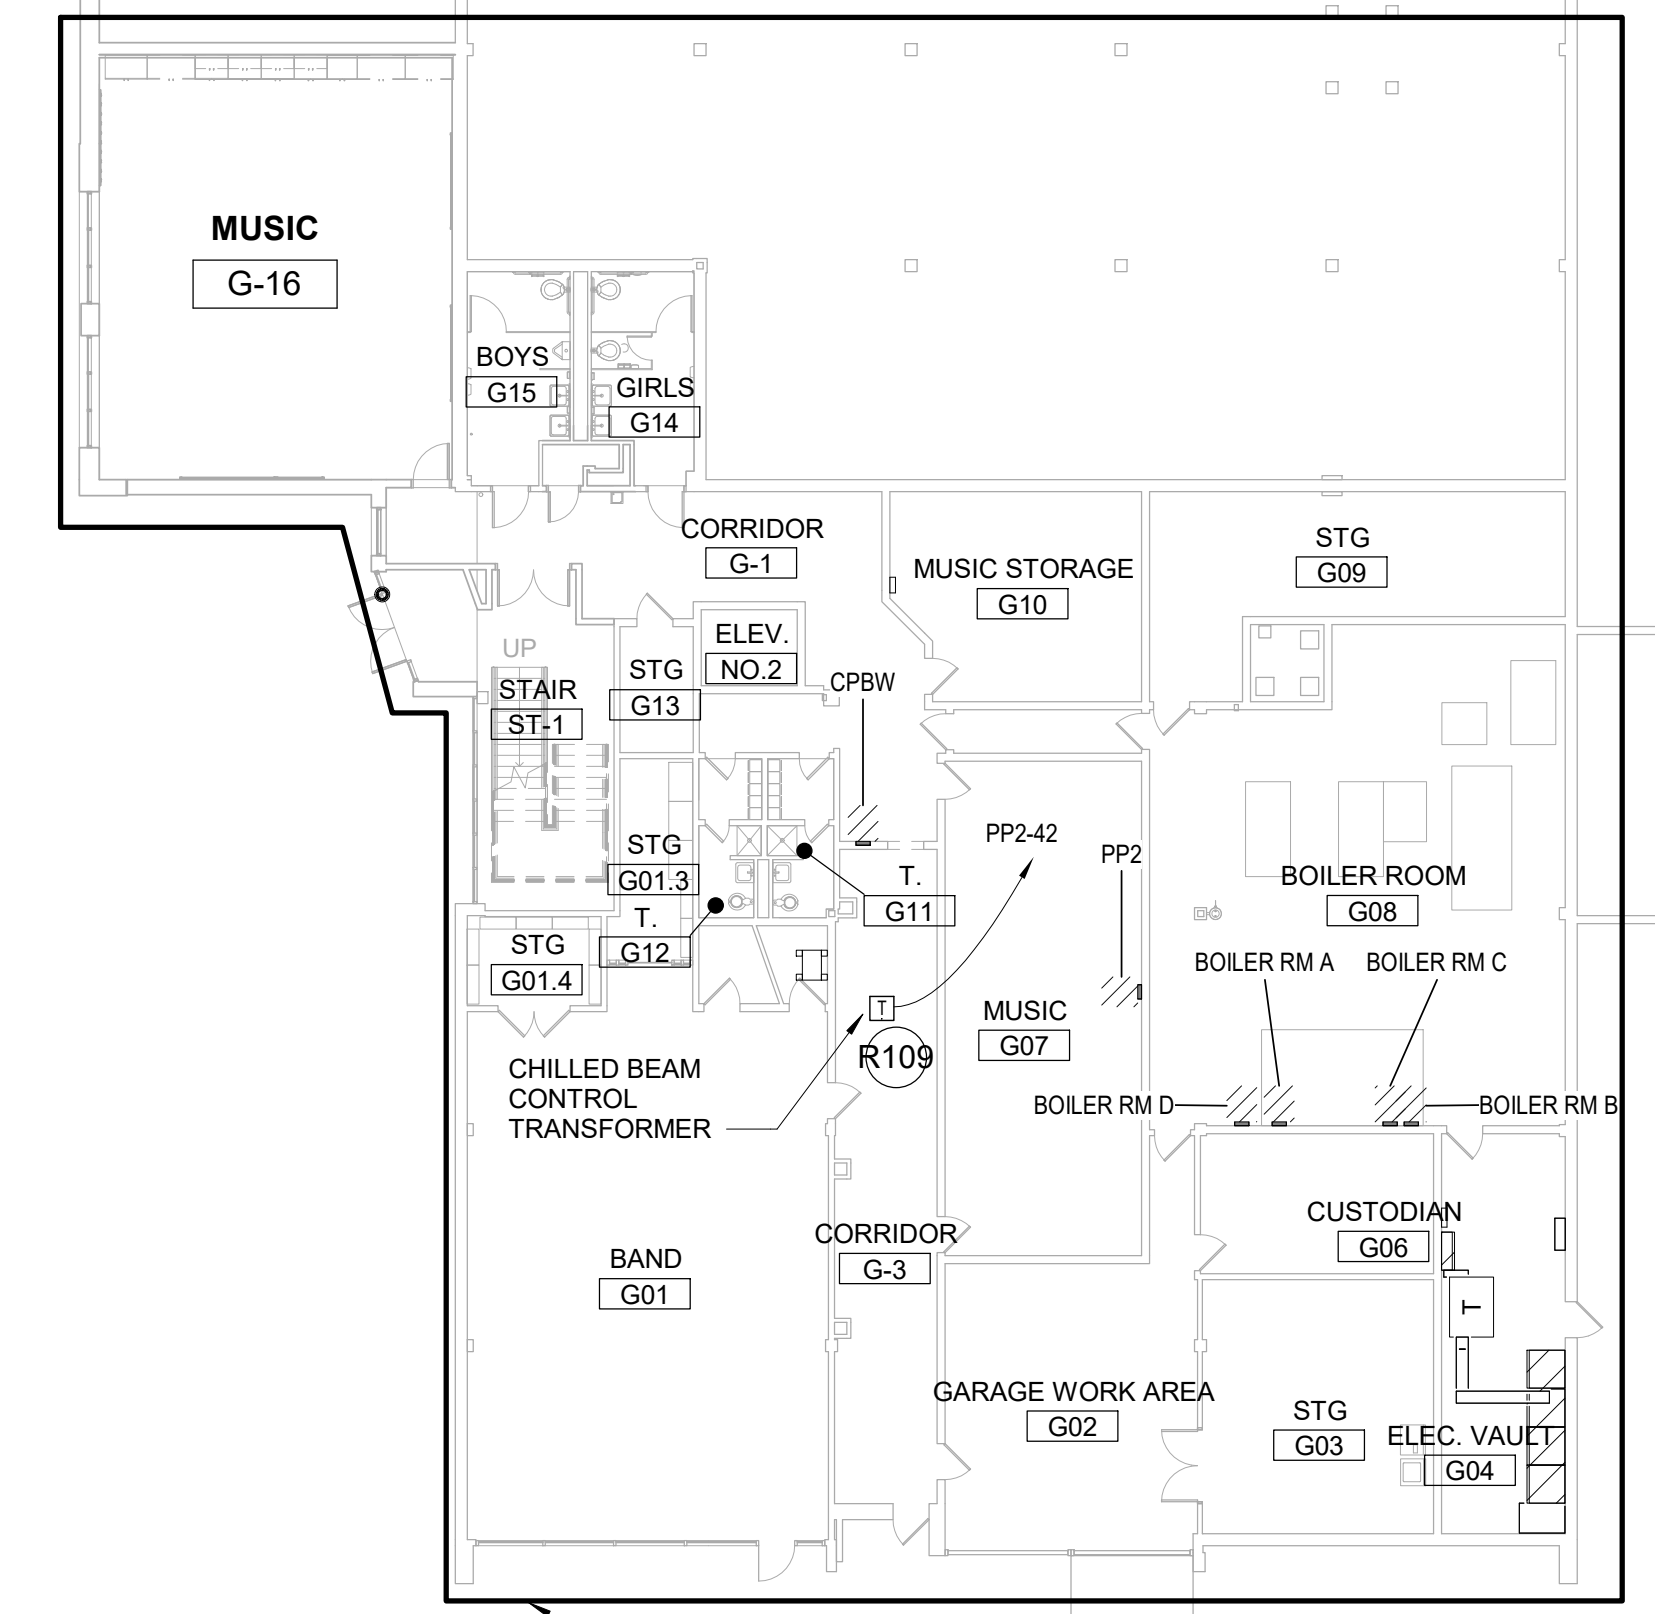 MUSIC
G-16
BOYS
G15
GIRLS
G14
CORRIDOR
G-1
MUSIC STORAGE
G10
STG
G09
ELEV.
NO.2
UP
STAIR
ST-1
STG
G13
CPBW
STG
G01.3
T.
G12
T.
G11
PP2-42
PP2
BOILER ROOM
G08
STG
G01.4
BOILER RM A
BOILER RM C
T
R109
MUSIC
G07
CHILLED BEAM
CONTROL
TRANSFORMER
BOILER RM D
BOILER RM B
BAND
G01
CORRIDOR
G-3
CUSTODIAN
G06
T
GARAGE WORK AREA
G02
STG
G03
ELEC. VAULT
G04